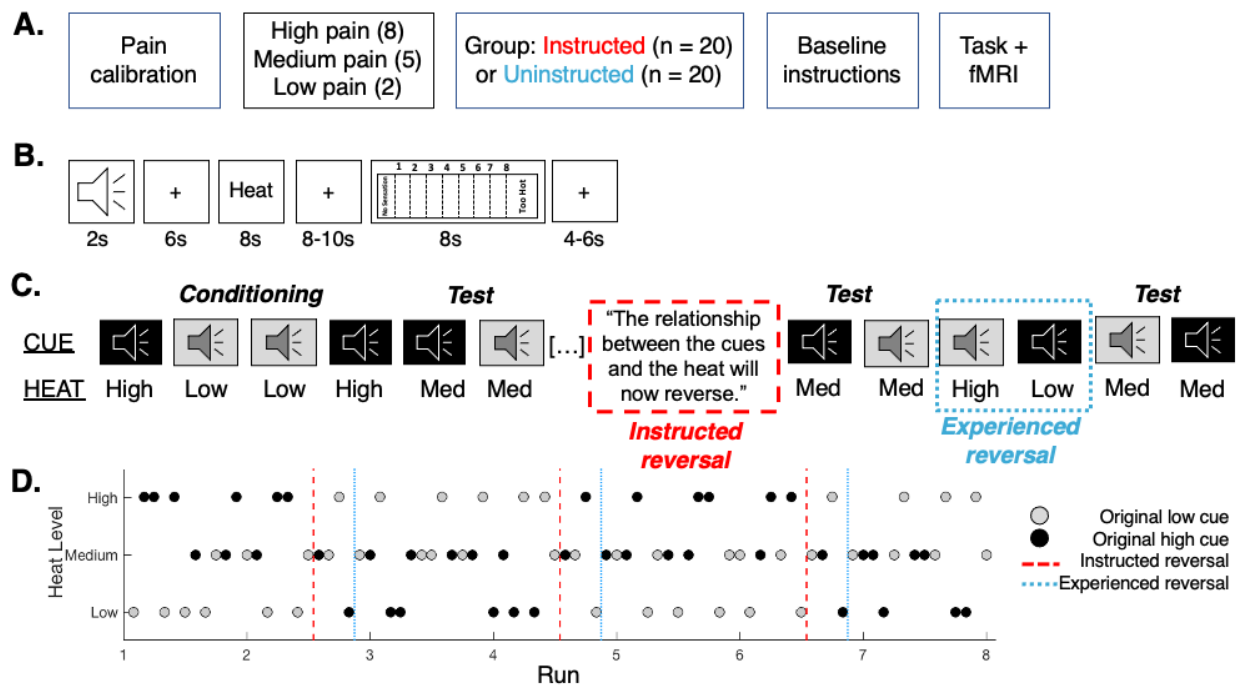 A.
Pain
calibration
High pain (8)
Medium pain (5)
Low pain (2)
Group: Instructed (n = 20)
or Uninstructed (n = 20)
Baseline
instructions
Task +
fMRI
B.
+
Heat
+
1 2 3 4 5 6 7 8
No Sensation
Too Hot
+
2s 6s 8s 8-10s 8s 4-6s
C.
Conditioning
Test
Test
Test
CUE
[...]
“The relationship
between the cues
and the heat will
now reverse.”
HEAT
High Low Low High Med Med
Med Med High Low Med Med
Instructed
reversal
Experienced
reversal
D.
Heat Level
High
Medium
Low
1 2 3 4 5 6 7 8
Run
Original low cue
Original high cue
Instructed reversal
Experienced reversal